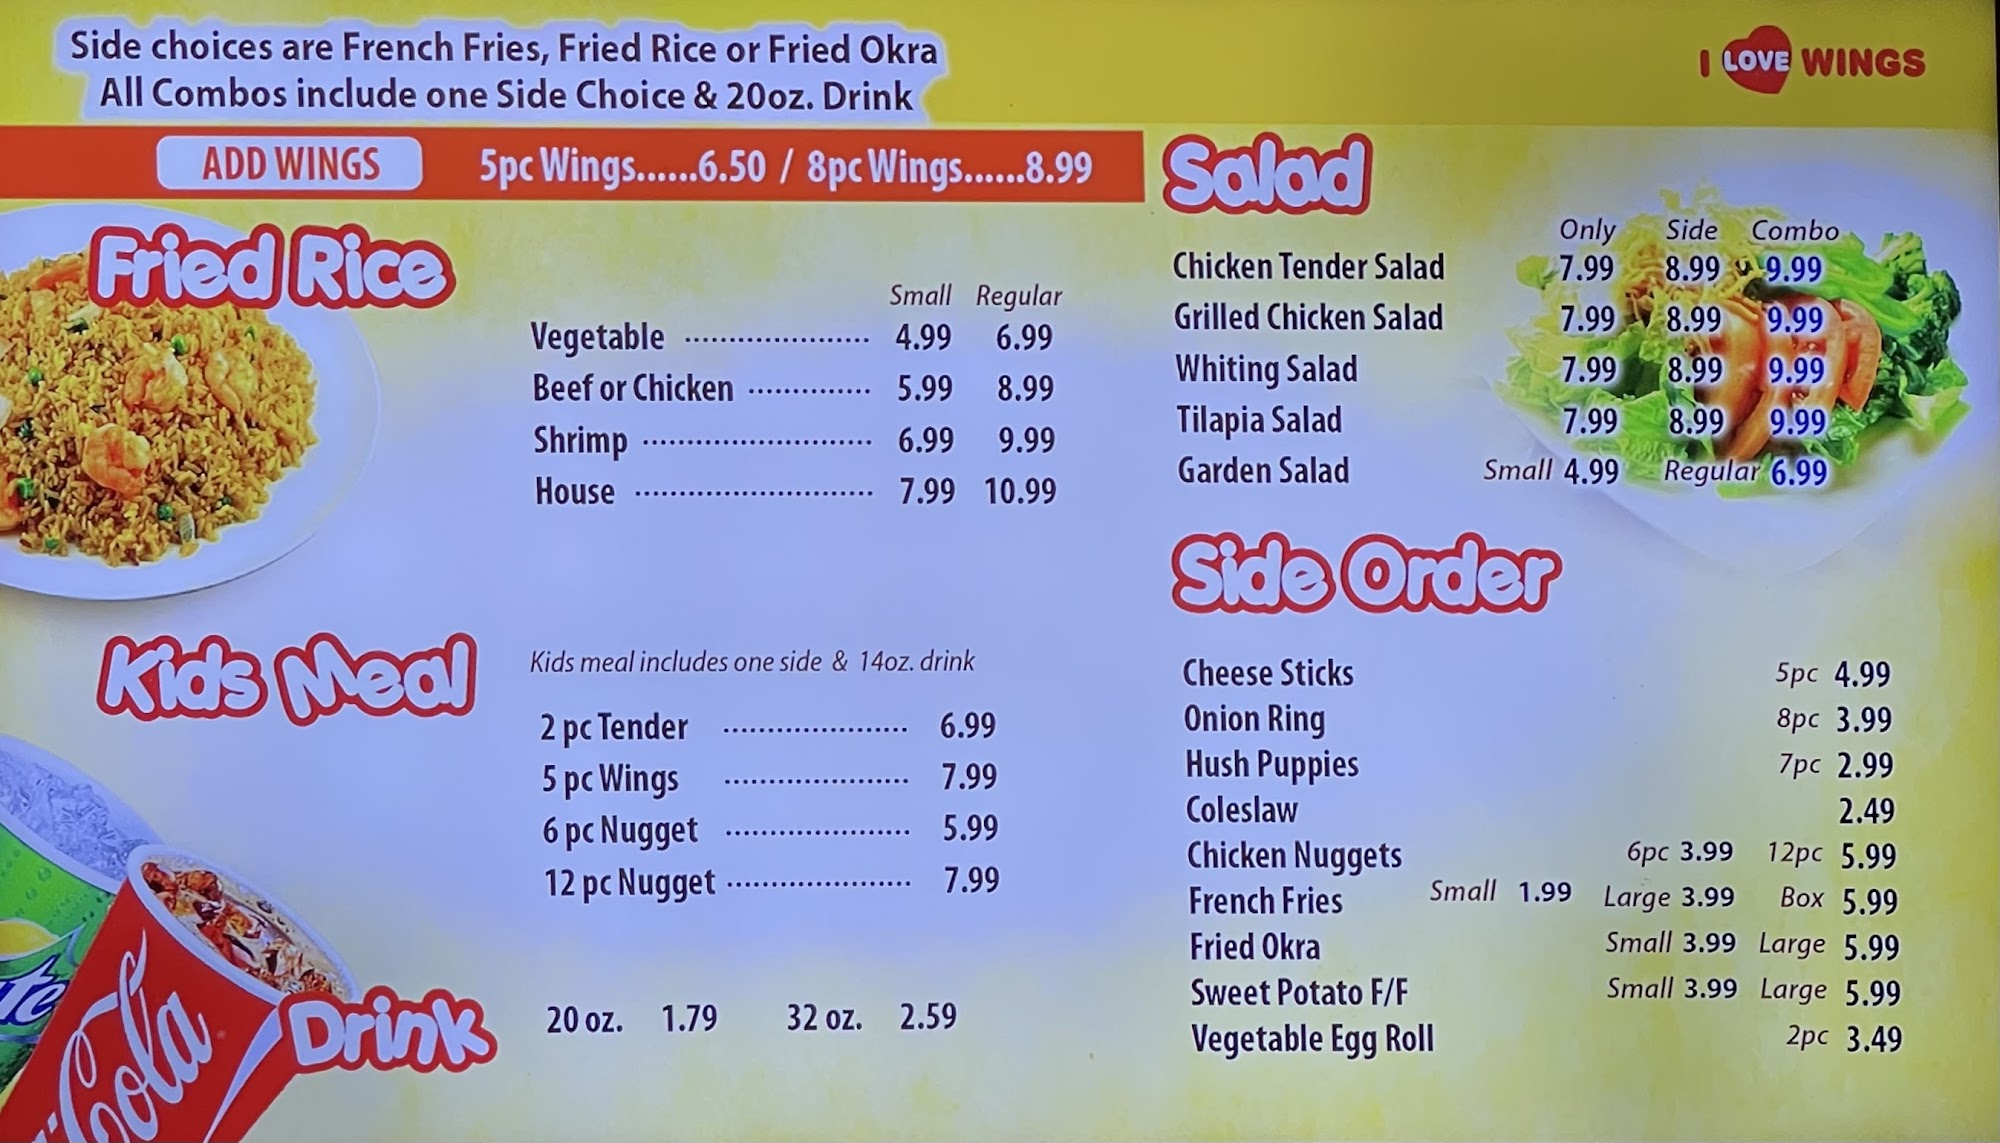 Side choices are French Fries, Fried Rice or Fried Okra
All Combos include one Side Choice & 20oz. Drink
I LOVE WINGS
ADD WINGS 5pc Wings......6.50 / 8pc Wings......8.99
Fried Rice
Small Regular
Vegetable 4.99 6.99
Beef or Chicken 5.99 8.99
Shrimp 6.99 9.99
House 7.99 10.99
Kids Meal
Kids meal includes one side & 14oz. drink
2 pc Tender 6.99
5 pc Wings 7.99
6 pc Nugget 5.99
12 pc Nugget 7.99
Drink
20 oz. 1.79 32 oz. 2.59
Cola
te
Salad
Only Side Combo
Chicken Tender Salad 7.99 8.99 9.99
Grilled Chicken Salad 7.99 8.99 9.99
Whiting Salad 7.99 8.99 9.99
Tilapia Salad 7.99 8.99 9.99
Garden Salad Small 4.99 Regular 6.99
Side Order
Cheese Sticks 5pc 4.99
Onion Ring 8pc 3.99
Hush Puppies 7pc 2.99
Coleslaw 2.49
Chicken Nuggets 6pc 3.99 12pc 5.99
French Fries Small 1.99 Large 3.99 Box 5.99
Fried Okra Small 3.99 Large 5.99
Sweet Potato F/F Small 3.99 Large 5.99
Vegetable Egg Roll 2pc 3.49